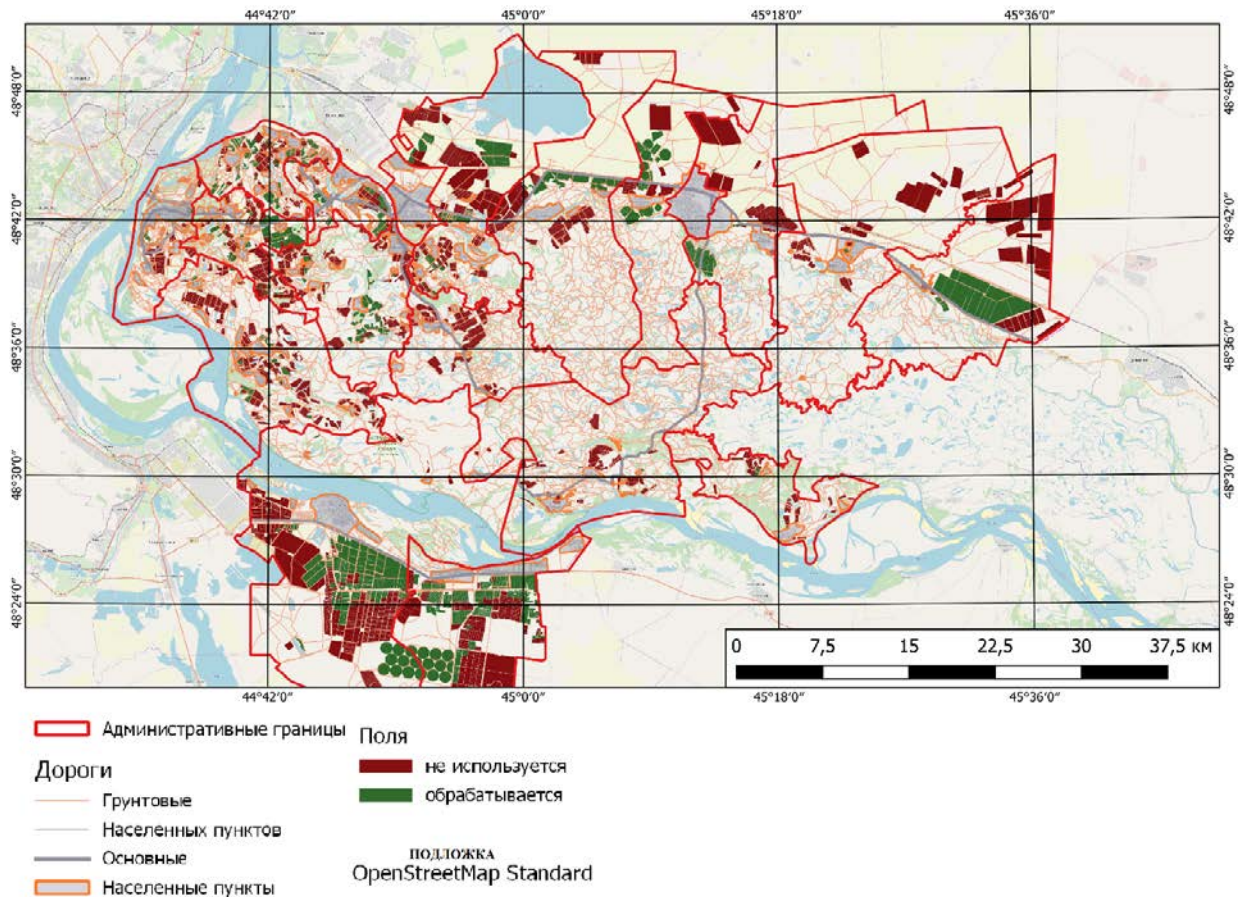 44°42'0" 45°0'0" 45°18'0" 45°36'0"
48°48'0" 48°48'0"
48°42'0" 48°42'0"
48°36'0" 48°36'0"
48°30'0" 48°30'0"
48°24'0" 48°24'0"
0 7,5 15 22,5 30 37,5 км
44°42'0" 45°0'0" 45°18'0" 45°36'0"
Административные границы
Дороги
Грунтовые
Населенных пунктов
Основные
Населенные пункты
Поля
не используется
обрабатывается
ПОДЛОЖКА
OpenStreetMap Standard